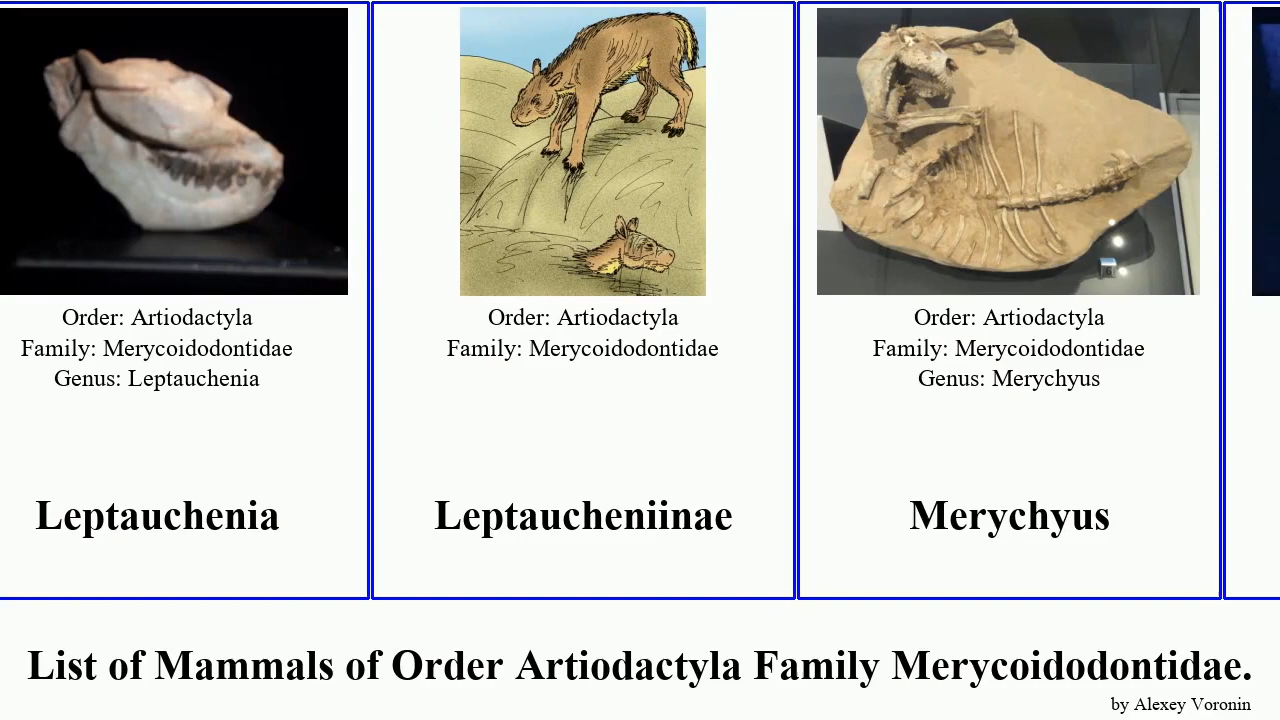 Order: Artiodactyla
Family: Merycoidodontidae
Genus: Leptauchenia
Leptauchenia
Order: Artiodactyla
Family: Merycoidodontidae
Leptaucheniinae
6
Order: Artiodactyla
Family: Merycoidodontidae
Genus: Merychyus
Merychyus
List of Mammals of Order Artiodactyla Family Merycoidodontidae.
by Alexey Voronin